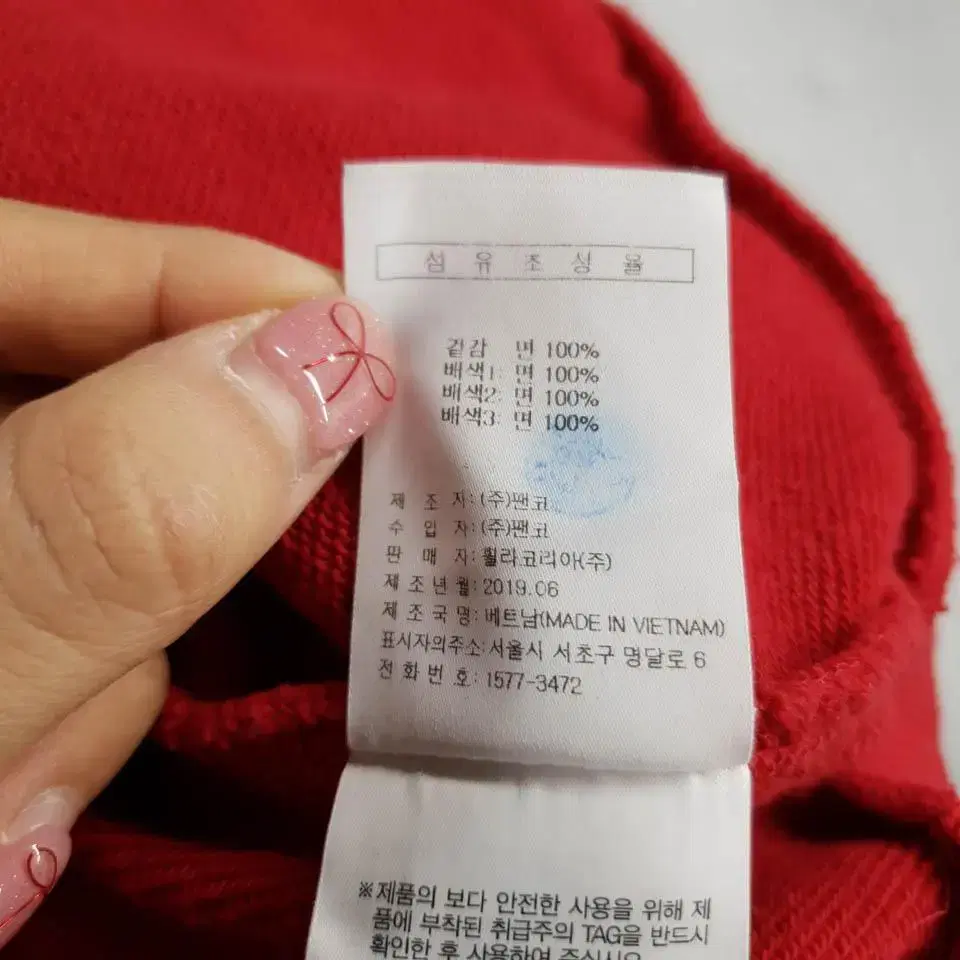 섬유조성율
겉감 면 100%
배색1: 면 100%
배색2: 면 100%
배색3: 면 100%
제 조 자: (주)팬코
수 입 자: (주)팬코
판 매 자: 휠라코리아(주)
제 조 년 월: 2019.06
제 조 국 명: 베트남(MADE IN VIETNAM)
표시자의주소: 서울시 서초구 명달로 6
전 화 번 호: 1577-3472
※제품의 보다 안전한 사용을 위해 제
품에 부착된 취급주의 TAG을 반드시
확인한 후 사용하여 주십시오